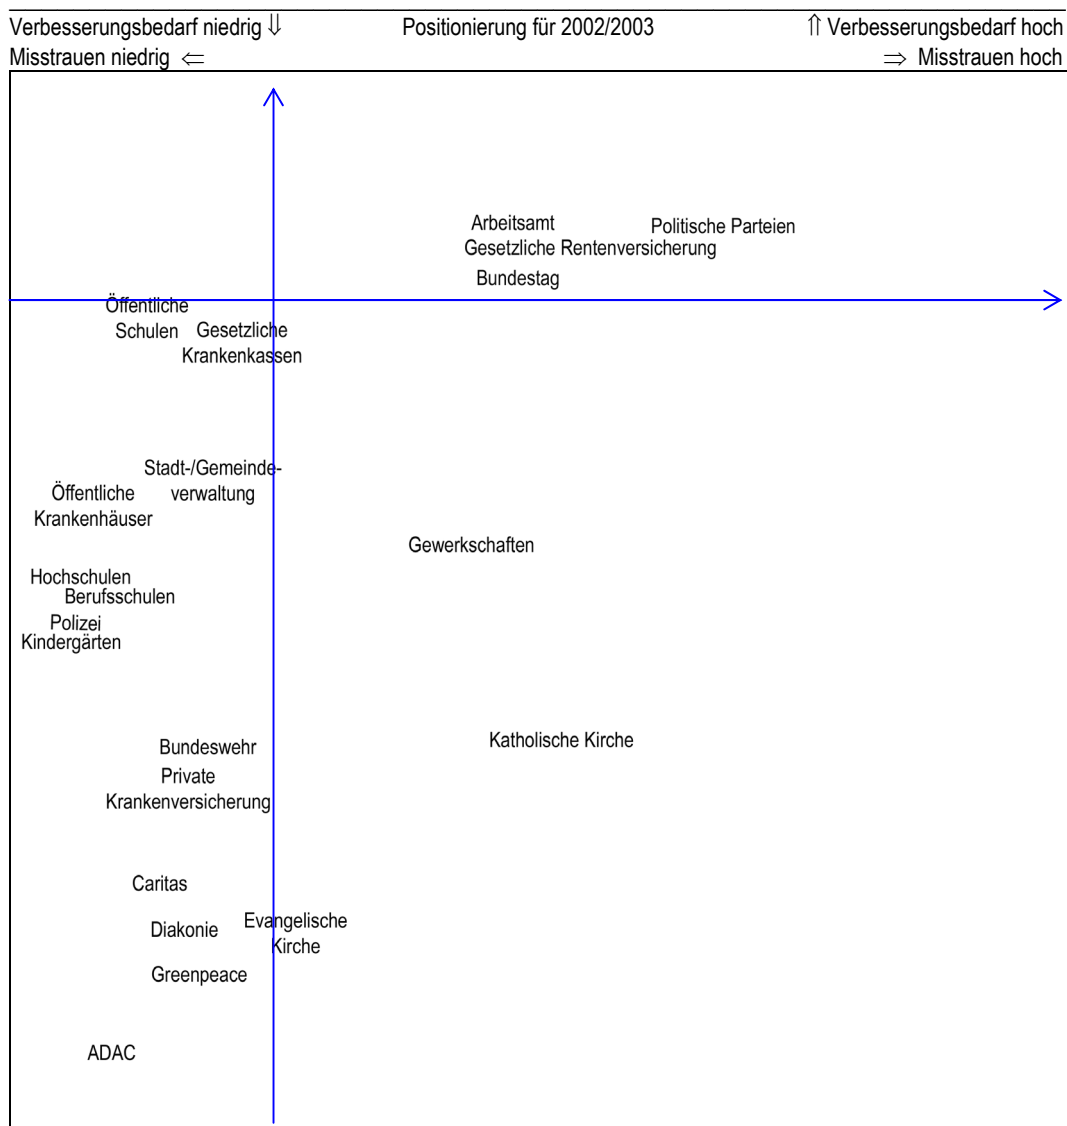 Verbesserungsbedarf niedrig ⇓ Positionierung für 2002/2003 ⇑ Verbesserungsbedarf hoch
Misstrauen niedrig ⇐ ⇒ Misstrauen hoch
Arbeitsamt
Politische Parteien
Gesetzliche Rentenversicherung
Bundestag
Öffentliche
Schulen
Gesetzliche
Krankenkassen
Stadt-/Gemeinde-
verwaltung
Öffentliche
Krankenhäuser
Gewerkschaften
Hochschulen
Berufsschulen
Polizei
Kindergärten
Katholische Kirche
Bundeswehr
Private
Krankenversicherung
Caritas
Diakonie
Evangelische
Kirche
Greenpeace
ADAC